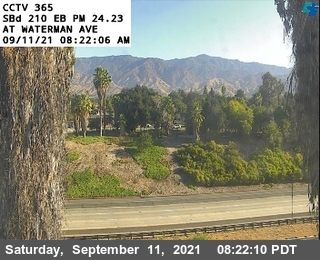 CCTV 365
SBd 210 EB PM 24.23
AT WATERMAN AVE
09/11/21 08:22:06 AM
Saturday, September 11, 2021 08:22:10 PDT